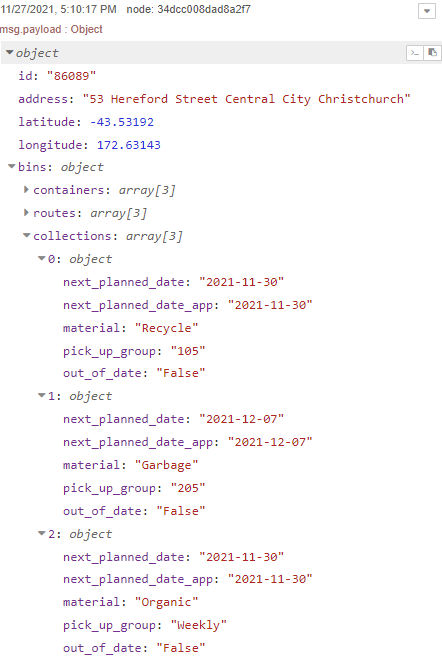 11/27/2021, 5:10:17 PM   node: 34dcc008dad8a2f7
msg.payload : Object
object
id: "86089"
address: "53 Hereford Street Central City Christchurch"
latitude: -43.53192
longitude: 172.63143
bins: object
containers: array[3]
routes: array[3]
collections: array[3]
0: object
next_planned_date: "2021-11-30"
next_planned_date_app: "2021-11-30"
material: "Recycle"
pick_up_group: "105"
out_of_date: "False"
1: object
next_planned_date: "2021-12-07"
next_planned_date_app: "2021-12-07"
material: "Garbage"
pick_up_group: "205"
out_of_date: "False"
2: object
next_planned_date: "2021-11-30"
next_planned_date_app: "2021-11-30"
material: "Organic"
pick_up_group: "Weekly"
out_of_date: "False"